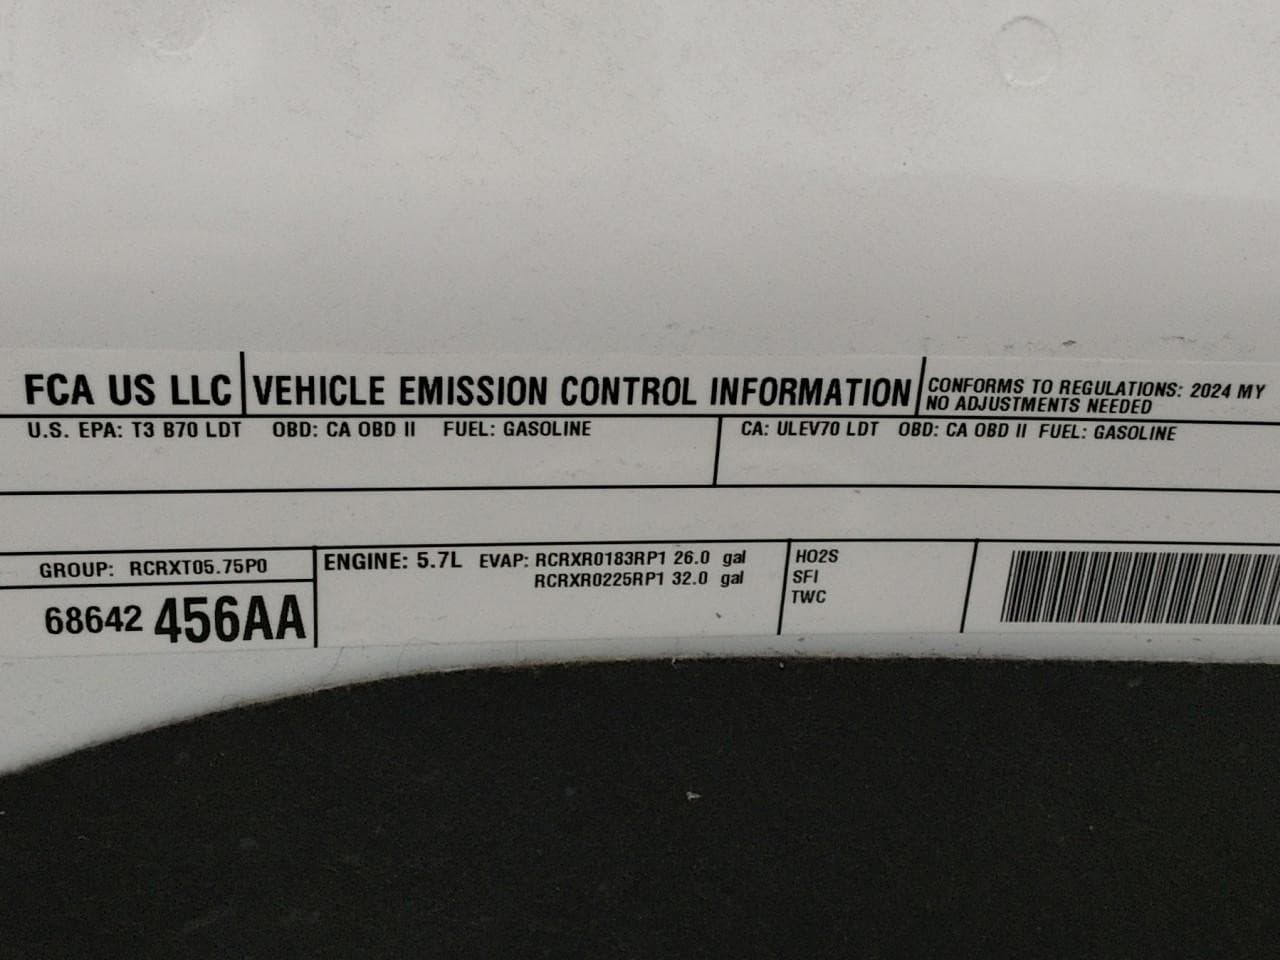 FCA US LLC
VEHICLE EMISSION CONTROL INFORMATION
CONFORMS TO REGULATIONS: 2024 MY
NO ADJUSTMENTS NEEDED
U.S. EPA: T3 B70 LDT OBD: CA OBD II FUEL: GASOLINE
CA: ULEV70 LDT OBD: CA OBD II FUEL: GASOLINE
GROUP: RCRXT05.75P0
68642 456AA
ENGINE: 5.7L EVAP: RCRXR0183RP1 26.0 gal
RCRXR0225RP1 32.0 gal
HO2S
SFI
TWC